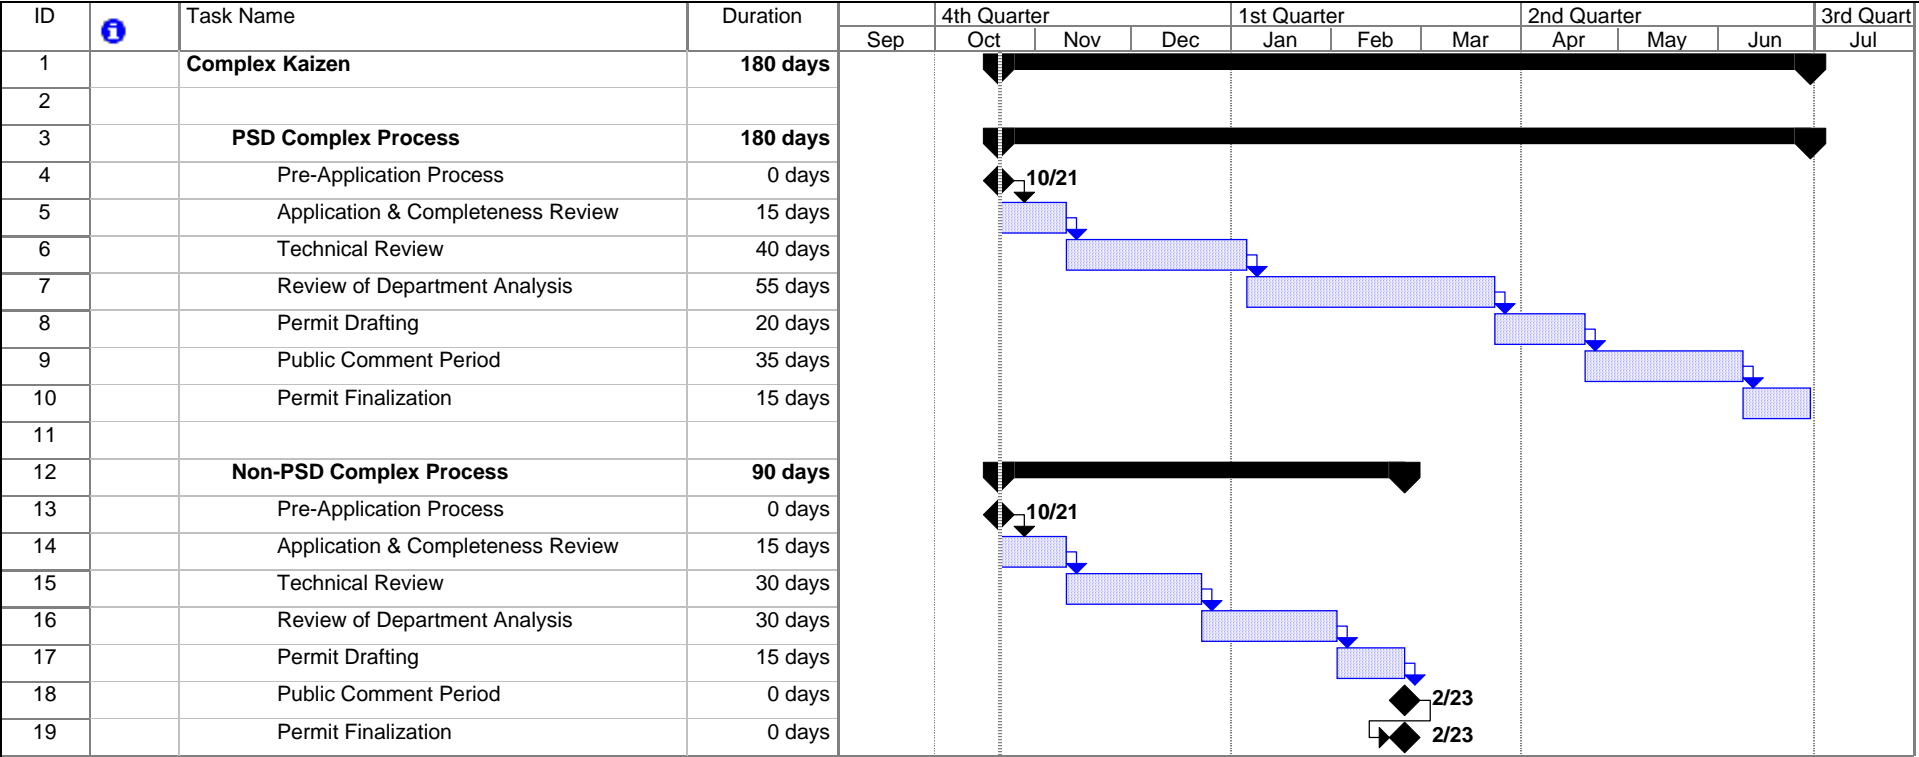 ID Task Name Duration 4th Quarter 1st Quarter 2nd Quarter 3rd Quart
Sep Oct Nov Dec Jan Feb Mar Apr May Jun Jul
1 Complex Kaizen 180 days
2
3 PSD Complex Process 180 days
4 Pre-Application Process 0 days 10/21
5 Application & Completeness Review 15 days
6 Technical Review 40 days
7 Review of Department Analysis 55 days
8 Permit Drafting 20 days
9 Public Comment Period 35 days
10 Permit Finalization 15 days
11
12 Non-PSD Complex Process 90 days
13 Pre-Application Process 0 days 10/21
14 Application & Completeness Review 15 days
15 Technical Review 30 days
16 Review of Department Analysis 30 days
17 Permit Drafting 15 days
18 Public Comment Period 0 days 2/23
19 Permit Finalization 0 days 2/23